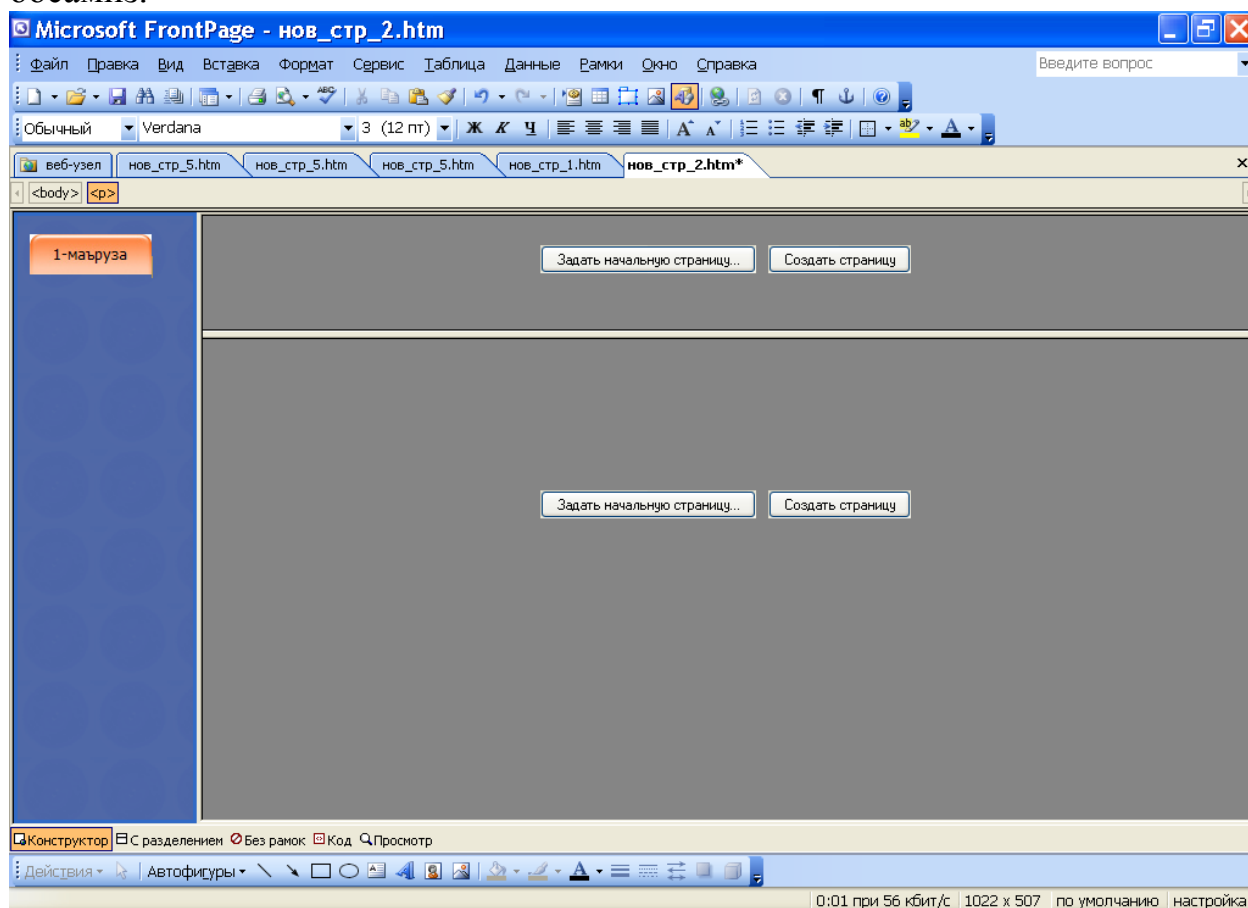 Microsoft FrontPage - нов_стр_2.htm
Файл Правка Вид Вставка Формат Сервис Таблица Данные Рамки Окно Справка Введите вопрос
Обычный Verdana 3 (12 пт) Ж К Ч
веб-узел нов_стр_5.htm нов_стр_5.htm нов_стр_5.htm нов_стр_1.htm нов_стр_2.htm*
<body> <p>
1-маъруза
Задать начальную страницу... Создать страницу
Задать начальную страницу... Создать страницу
Конструктор С разделением Без рамок Код Просмотр
Действия Автофигуры
0:01 при 56 кбит/с 1022 x 507 по умолчанию настройка